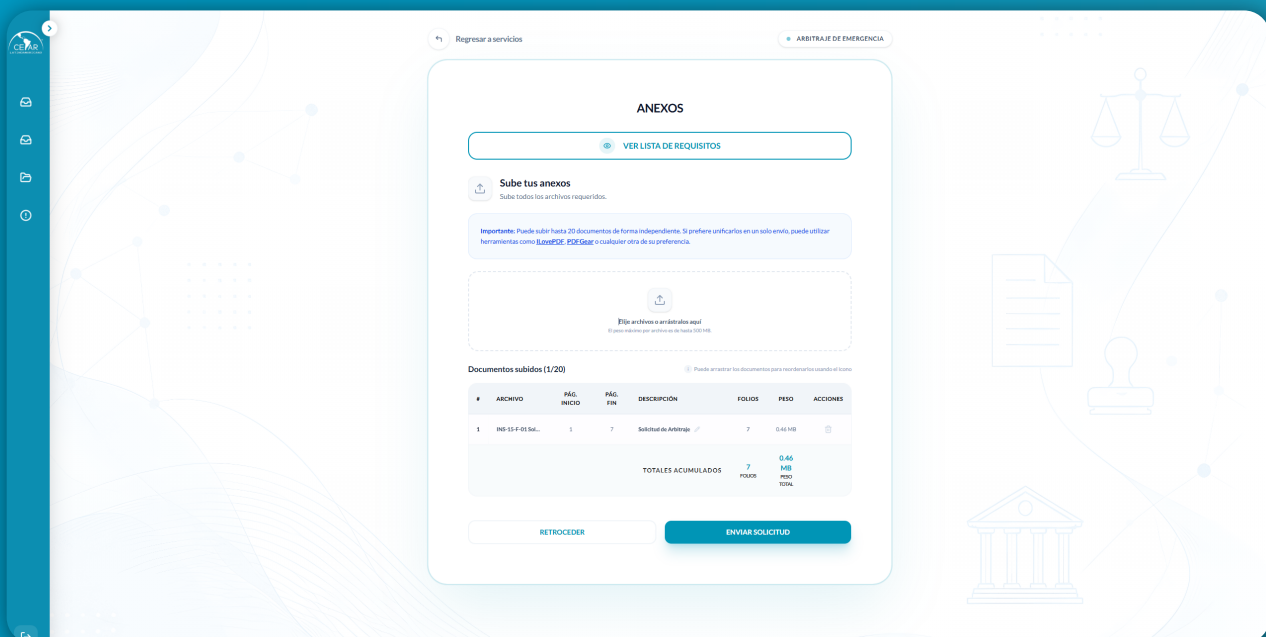 CEAR
Regresar a servicios
ARBITRAJE DE EMERGENCIA
ANEXOS
VER LISTA DE REQUISITOS
Sube tus anexos
Sube todos los archivos requeridos.
Importante: Puede subir hasta 20 documentos de forma independiente. Si prefiere unificarlos en un solo envío, puede utilizar
herramientas como ILovePDF, PDFGear o cualquier otra de su preferencia.
Elije archivos o arrástralos aquí
El peso máximo por archivo es de hasta 100 MB.
Documentos subidos (1/20)
Puede arrastrar los documentos para reordenarlos usando el icono
# ARCHIVO PÁG. INICIO PÁG. FIN DESCRIPCIÓN FOLIOS PESO ACCIONES
1 INS-15-F-01 Sol... 1 7 Solicitud de Arbitraje 7 0.46 MB
TOTALES ACUMULADOS 7 FOLIOS 0.46 MB PESO TOTAL
RETROCEDER
ENVIAR SOLICITUD